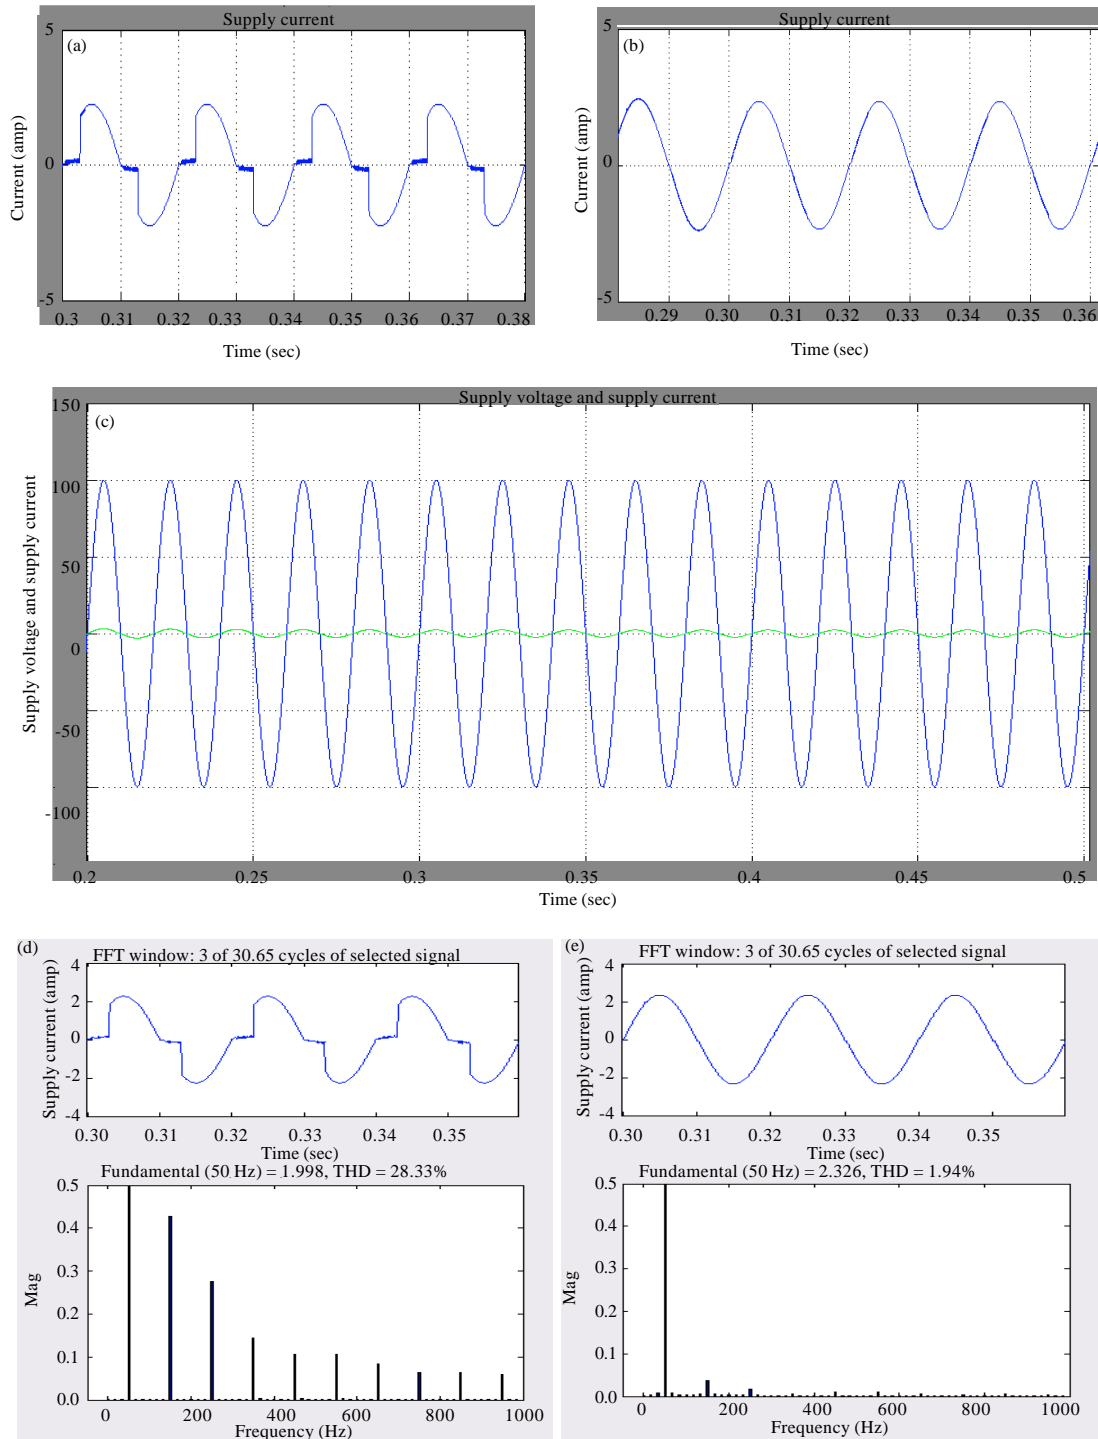 Supply current
(a)
5
0
-5
Current (amp)
0.3 0.31 0.32 0.33 0.34 0.35 0.36 0.37 0.38
Time (sec)
Supply current
(b)
5
0
-5
Current (amp)
0.29 0.30 0.31 0.32 0.33 0.34 0.35 0.36
Time (sec)
Supply voltage and supply current
(c)
150
100
50
0
-50
-100
Supply voltage and supply current
0.2 0.25 0.3 0.35 0.4 0.45 0.5
Time (sec)
(d)
FFT window: 3 of 30.65 cycles of selected signal
4
2
0
-2
-4
Supply current (amp)
0.30 0.31 0.32 0.33 0.34 0.35
Time (sec)
Fundamental (50 Hz) = 1.998, THD = 28.33%
0.5
0.4
0.3
0.2
0.1
0.0
Mag
0 200 400 600 800 1000
Frequency (Hz)
(e)
FFT window: 3 of 30.65 cycles of selected signal
4
2
0
-2
-4
Supply current (amp)
0.30 0.31 0.32 0.33 0.34 0.35
Time (sec)
Fundamental (50 Hz) = 2.326, THD = 1.94%
0.5
0.4
0.3
0.2
0.1
0.0
Mag
0 200 400 600 800 1000
Frequency (Hz)